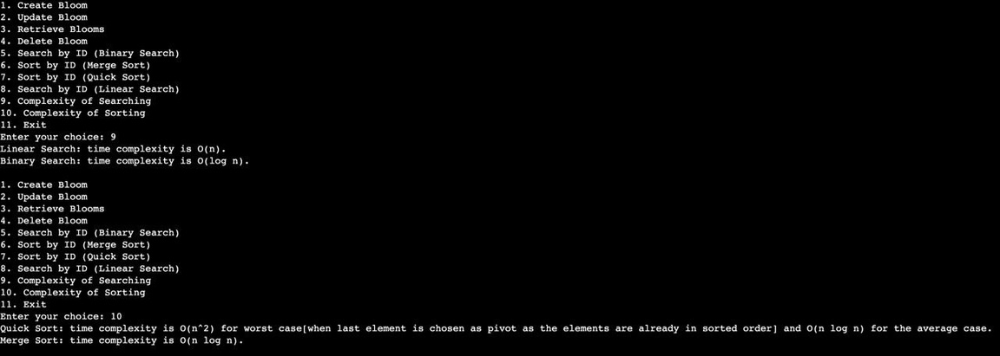 1. Create Bloom
2. Update Bloom
3. Retrieve Blooms
4. Delete Bloom
5. Search by ID (Binary Search)
6. Sort by ID (Merge Sort)
7. Sort by ID (Quick Sort)
8. Search by ID (Linear Search)
9. Complexity of Searching
10. Complexity of Sorting
11. Exit
Enter your choice: 9
Linear Search: time complexity is O(n).
Binary Search: time complexity is O(log n).
1. Create Bloom
2. Update Bloom
3. Retrieve Blooms
4. Delete Bloom
5. Search by ID (Binary Search)
6. Sort by ID (Merge Sort)
7. Sort by ID (Quick Sort)
8. Search by ID (Linear Search)
9. Complexity of Searching
10. Complexity of Sorting
11. Exit
Enter your choice: 10
Quick Sort: time complexity is O(n^2) for worst case[when last element is chosen as pivot as the elements are already in sorted order] and O(n log n) for the average case.
Merge Sort: time complexity is O(n log n).